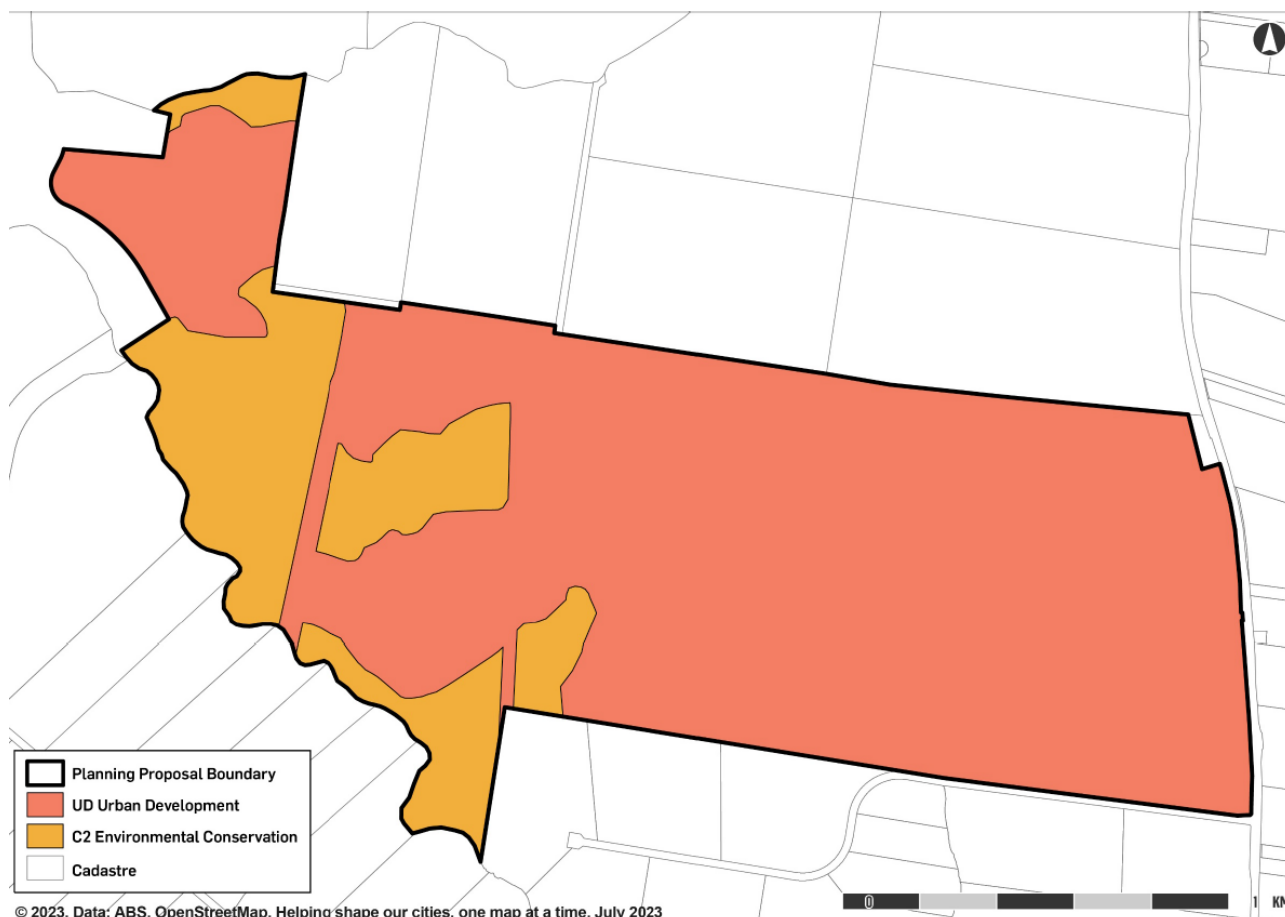 Planning Proposal Boundary
UD Urban Development
C2 Environmental Conservation
Cadastre
0 1 KM
© 2023. Data: ABS, OpenStreetMap, Helping shape our cities, one map at a time, July 2023